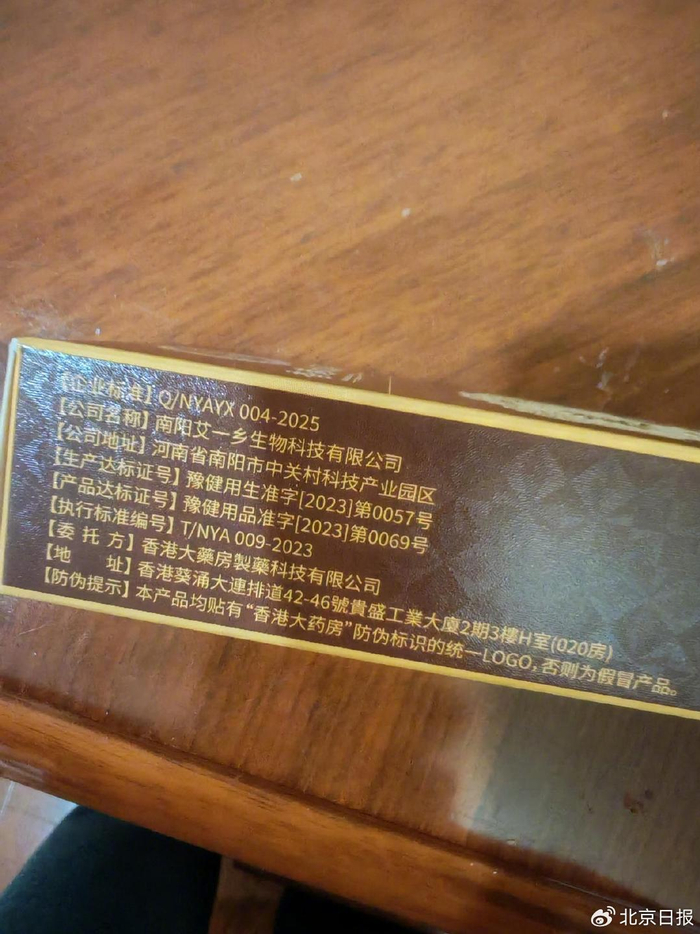 【企业标准】Q/NYAYX 004-2025
【公司名称】南阳艾一乡生物科技有限公司
【公司地址】河南省南阳市中关村科技产业园区
【生产达标证号】豫健用生准字[2023]第0057号
【产品达标证号】豫健用品准字[2023]第0069号
【执行标准编号】T/NYA 009-2023
【委托方】香港大藥房製藥科技有限公司
【地址】香港葵涌大連排道42-46號貴盛工業大廈2期3樓H室(020房)
【防伪提示】本产品均贴有“香港大药房”防伪标识的统一LOGO,否则为假冒产品。
北京日报